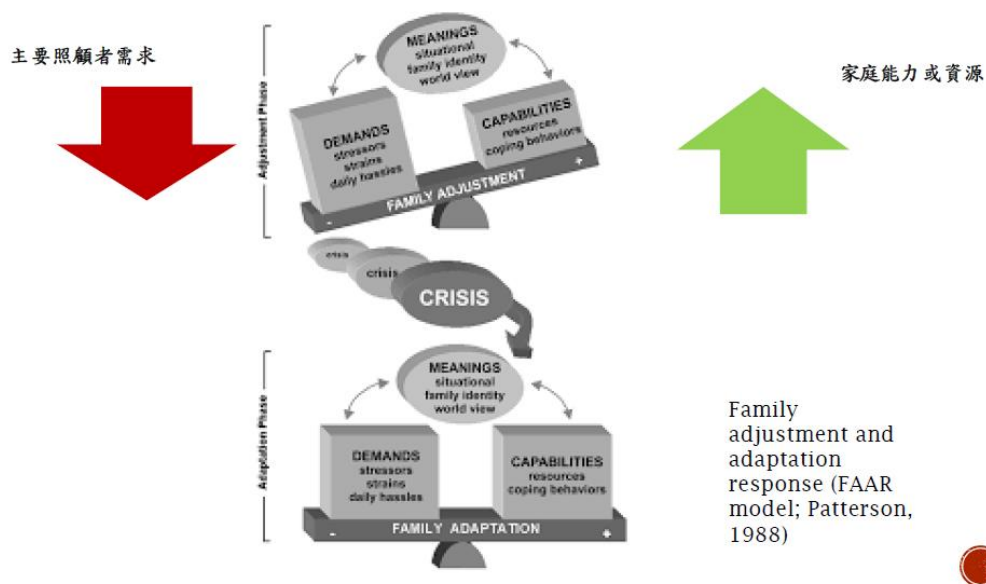 主要照顧者需求
家庭能力或資源
Adjustment Phase
MEANINGS
situational
family identity
world view
DEMANDS
stressors
strains
daily hassles
CAPABILITIES
resources
coping behaviors
- FAMILY ADJUSTMENT +
crisis
crisis
CRISIS
Adaptation Phase
MEANINGS
situational
family identity
world view
DEMANDS
stressors
strains
daily hassles
CAPABILITIES
resources
coping behaviors
- FAMILY ADAPTATION +
Family
adjustment and
adaptation
response (FAAR
model; Patterson,
1988)